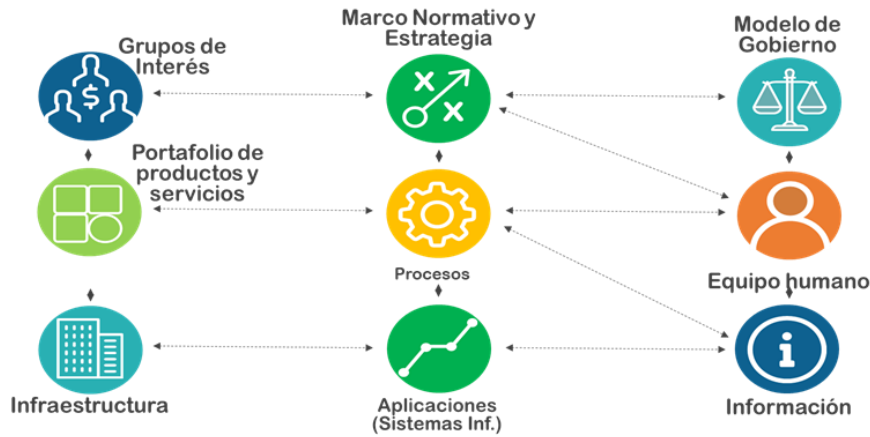 Grupos de
Interés
Marco Normativo y
Estrategia
Modelo de
Gobierno
$
Portafolio de
productos y
servicios
Procesos
Equipo humano
Infraestructura
Aplicaciones
(Sistemas Inf.)
i
Información